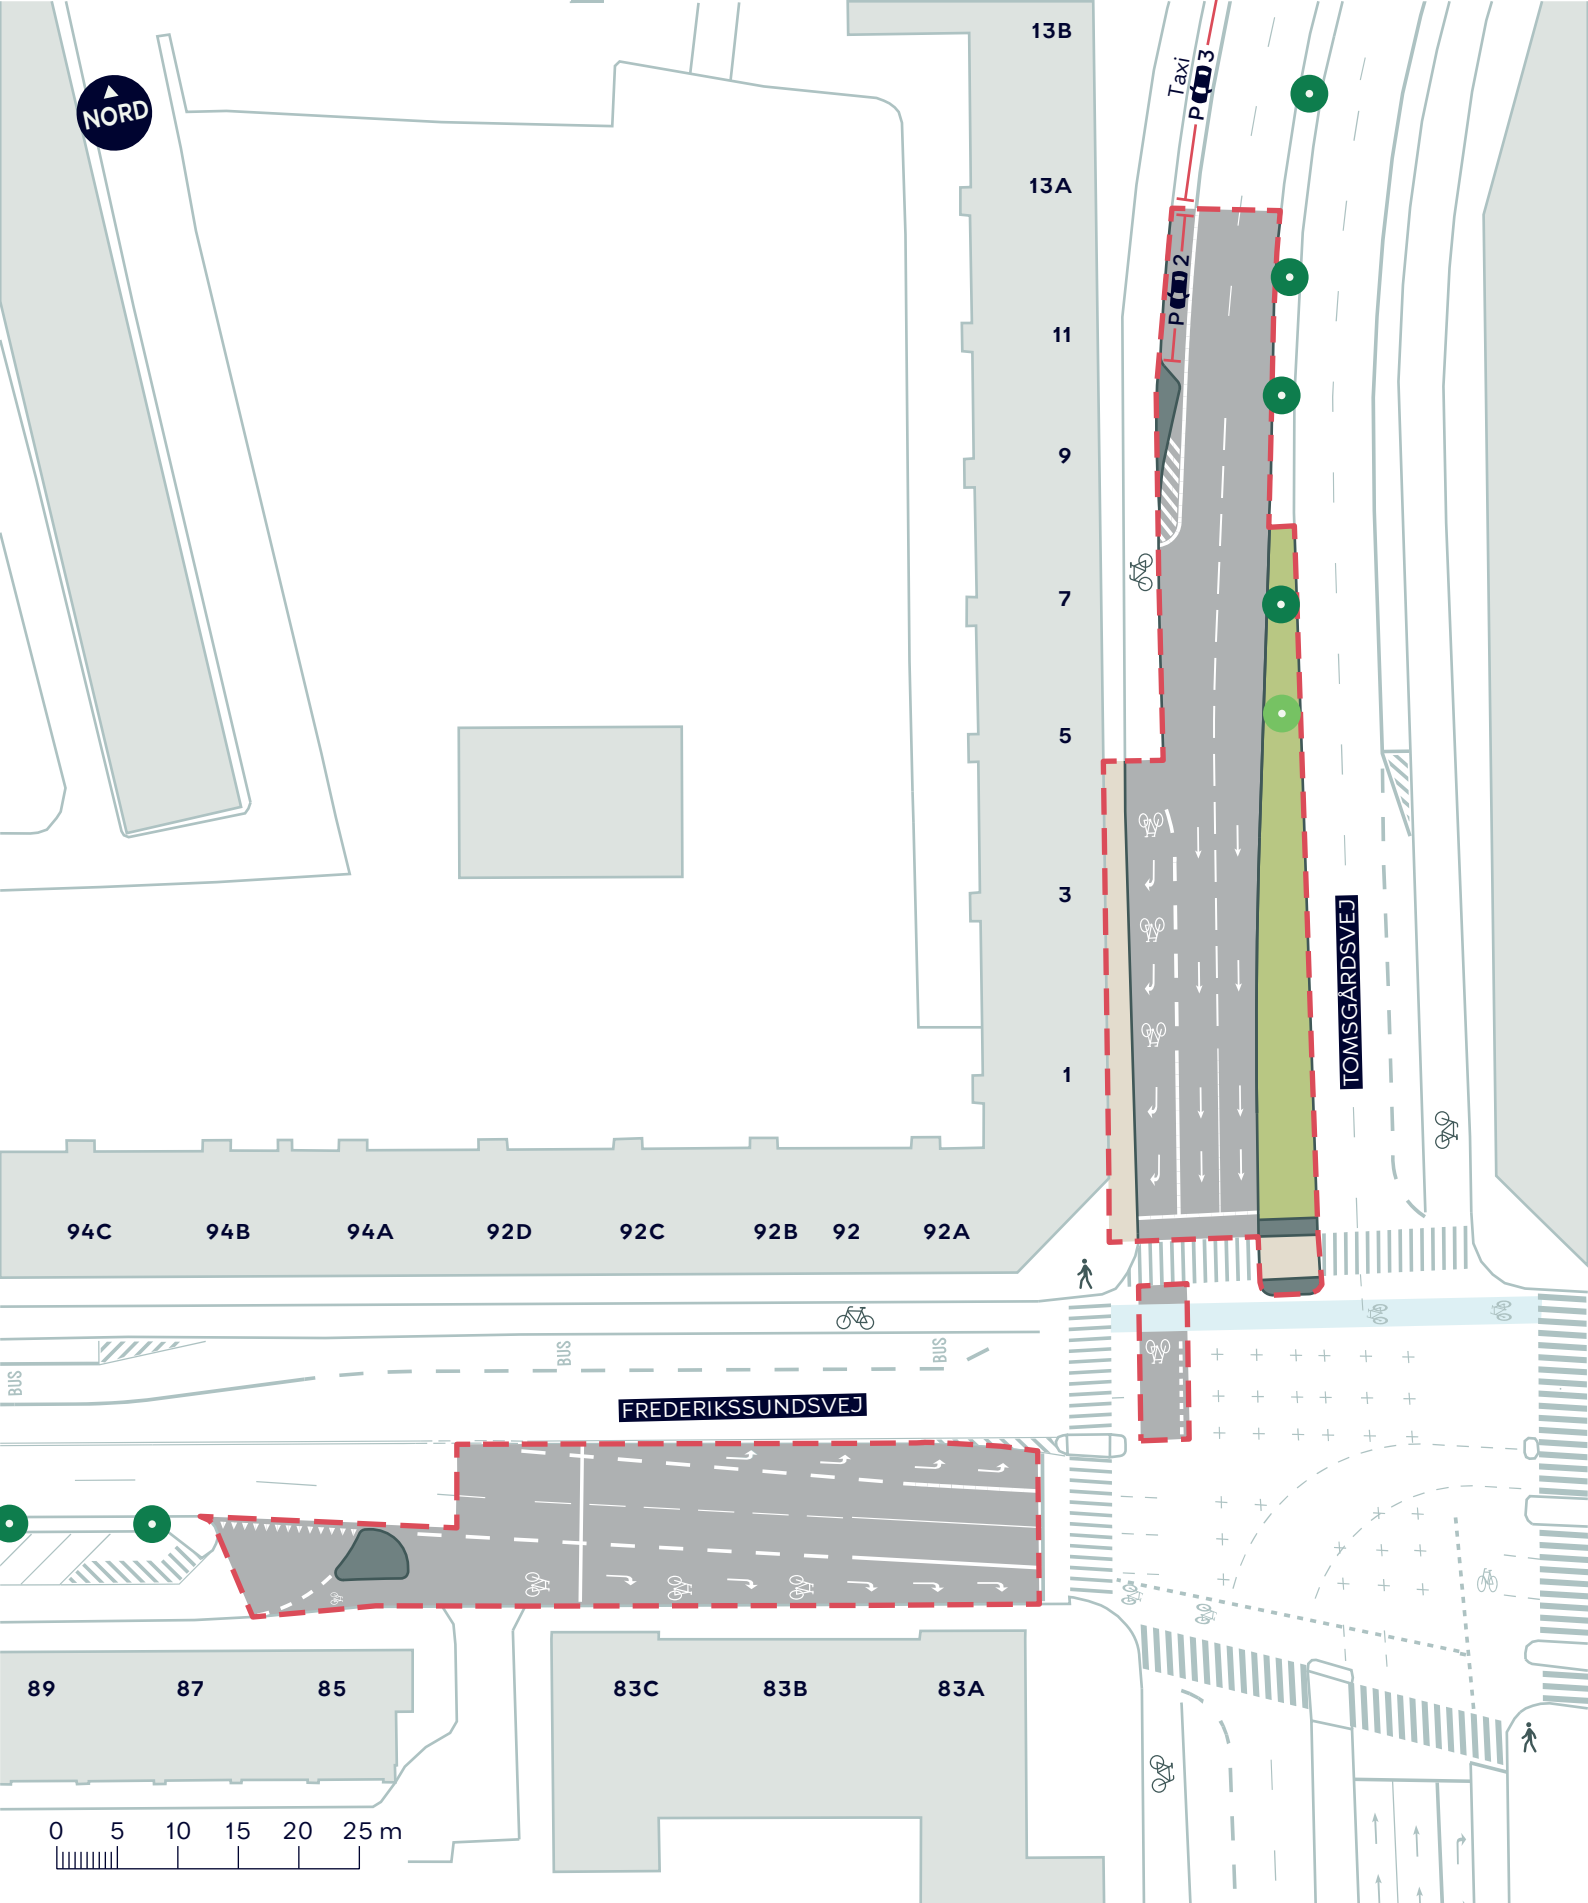 13B
Taxi
P 3
NORD
13A
P 2
11
9
7
5
3
TOMSGÅRDSVEJ
1
94C 94B 94A 92D 92C 92B 92 92A
BUS BUS BUS
FREDERIKSSUNDSVEJ
89 87 85 83C 83B 83A
0 5 10 15 20 25 m